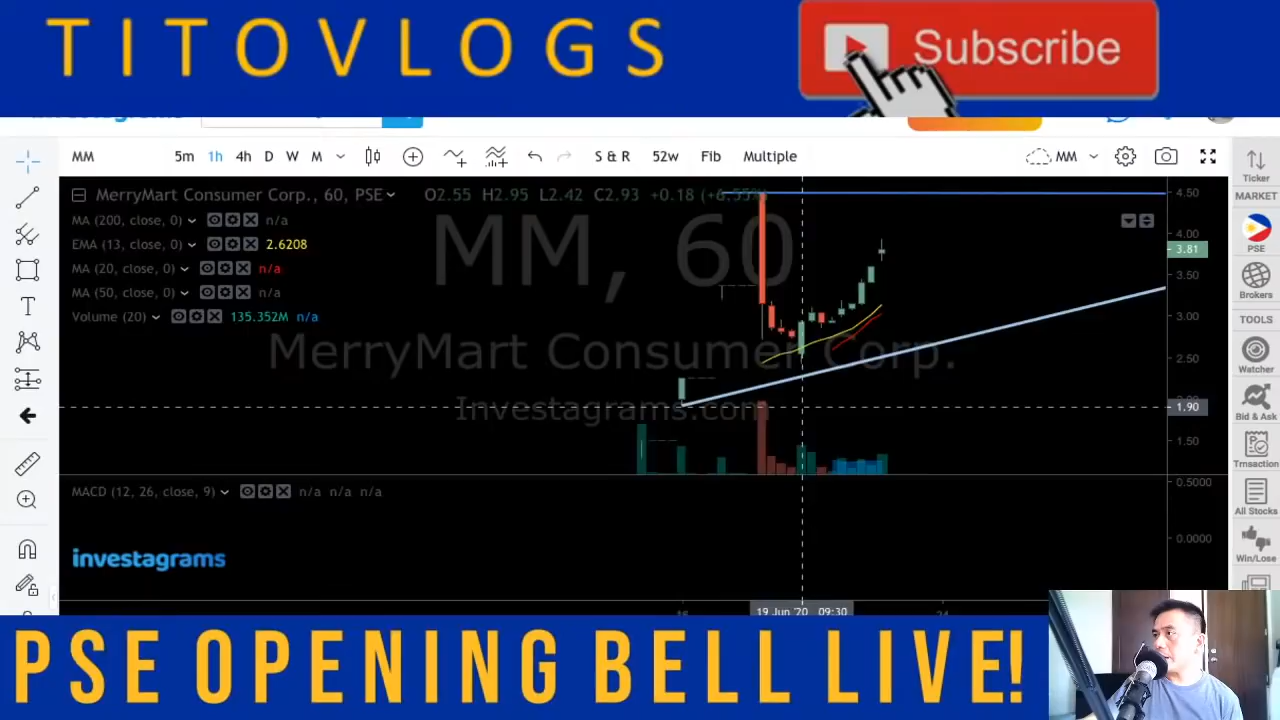 TITOVLOGS
Subscribe
MM 5m 1h 4h D W M S & R 52w Fib Multiple MM
Ticker
MerryMart Consumer Corp., 60, PSE O2.55 H2.95 L2.42 C2.93 +0.18 (+6.55%)
4.50
MARKET
MA (200, close, 0) n/a
EMA (13, close, 0) 2.6208
MA (20, close, 0) n/a
MA (50, close, 0) n/a
Volume (20) 135.352M n/a
MM, 60
MerryMart Consumer Corp.
Investagrams.com
4.00
3.81
3.50
3.00
2.50
1.90
1.50
PSE
Brokers
TOOLS
Watcher
Bid & Ask
Trnsaction
All Stocks
Win/Lose
MACD (12, 26, close, 9) n/a n/a n/a
0.5000
0.0000
investagrams
19 Jun '20 09:30
PSE OPENING BELL LIVE!